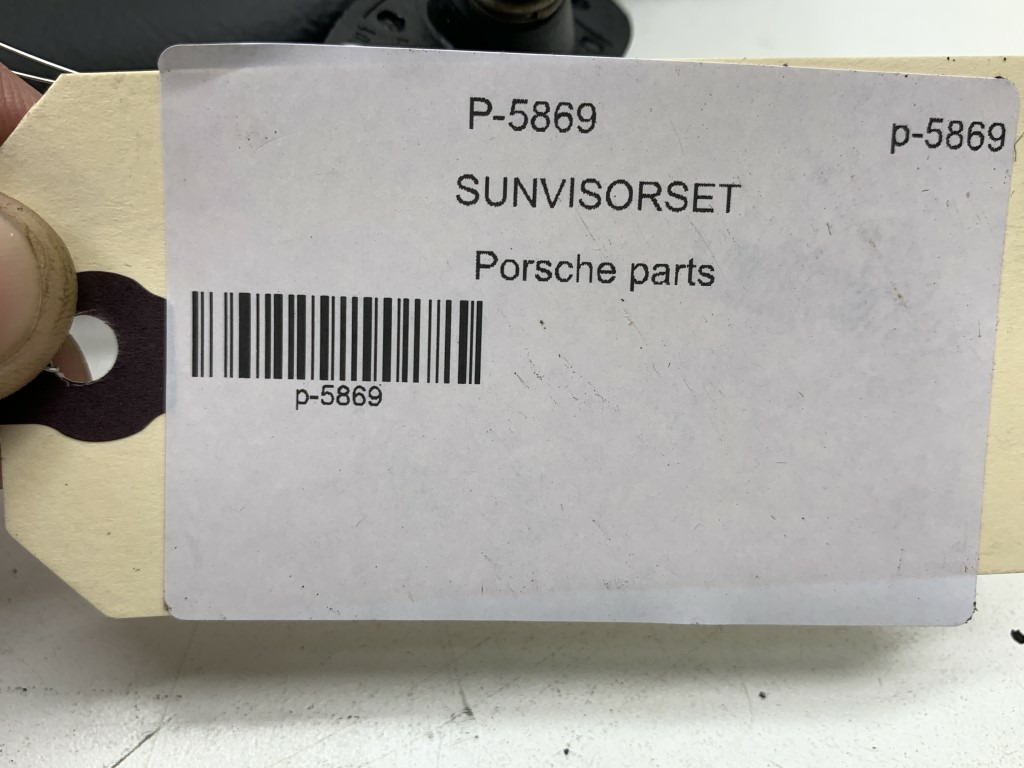 P-5869
p-5869
SUNVISORSET
Porsche parts
p-5869